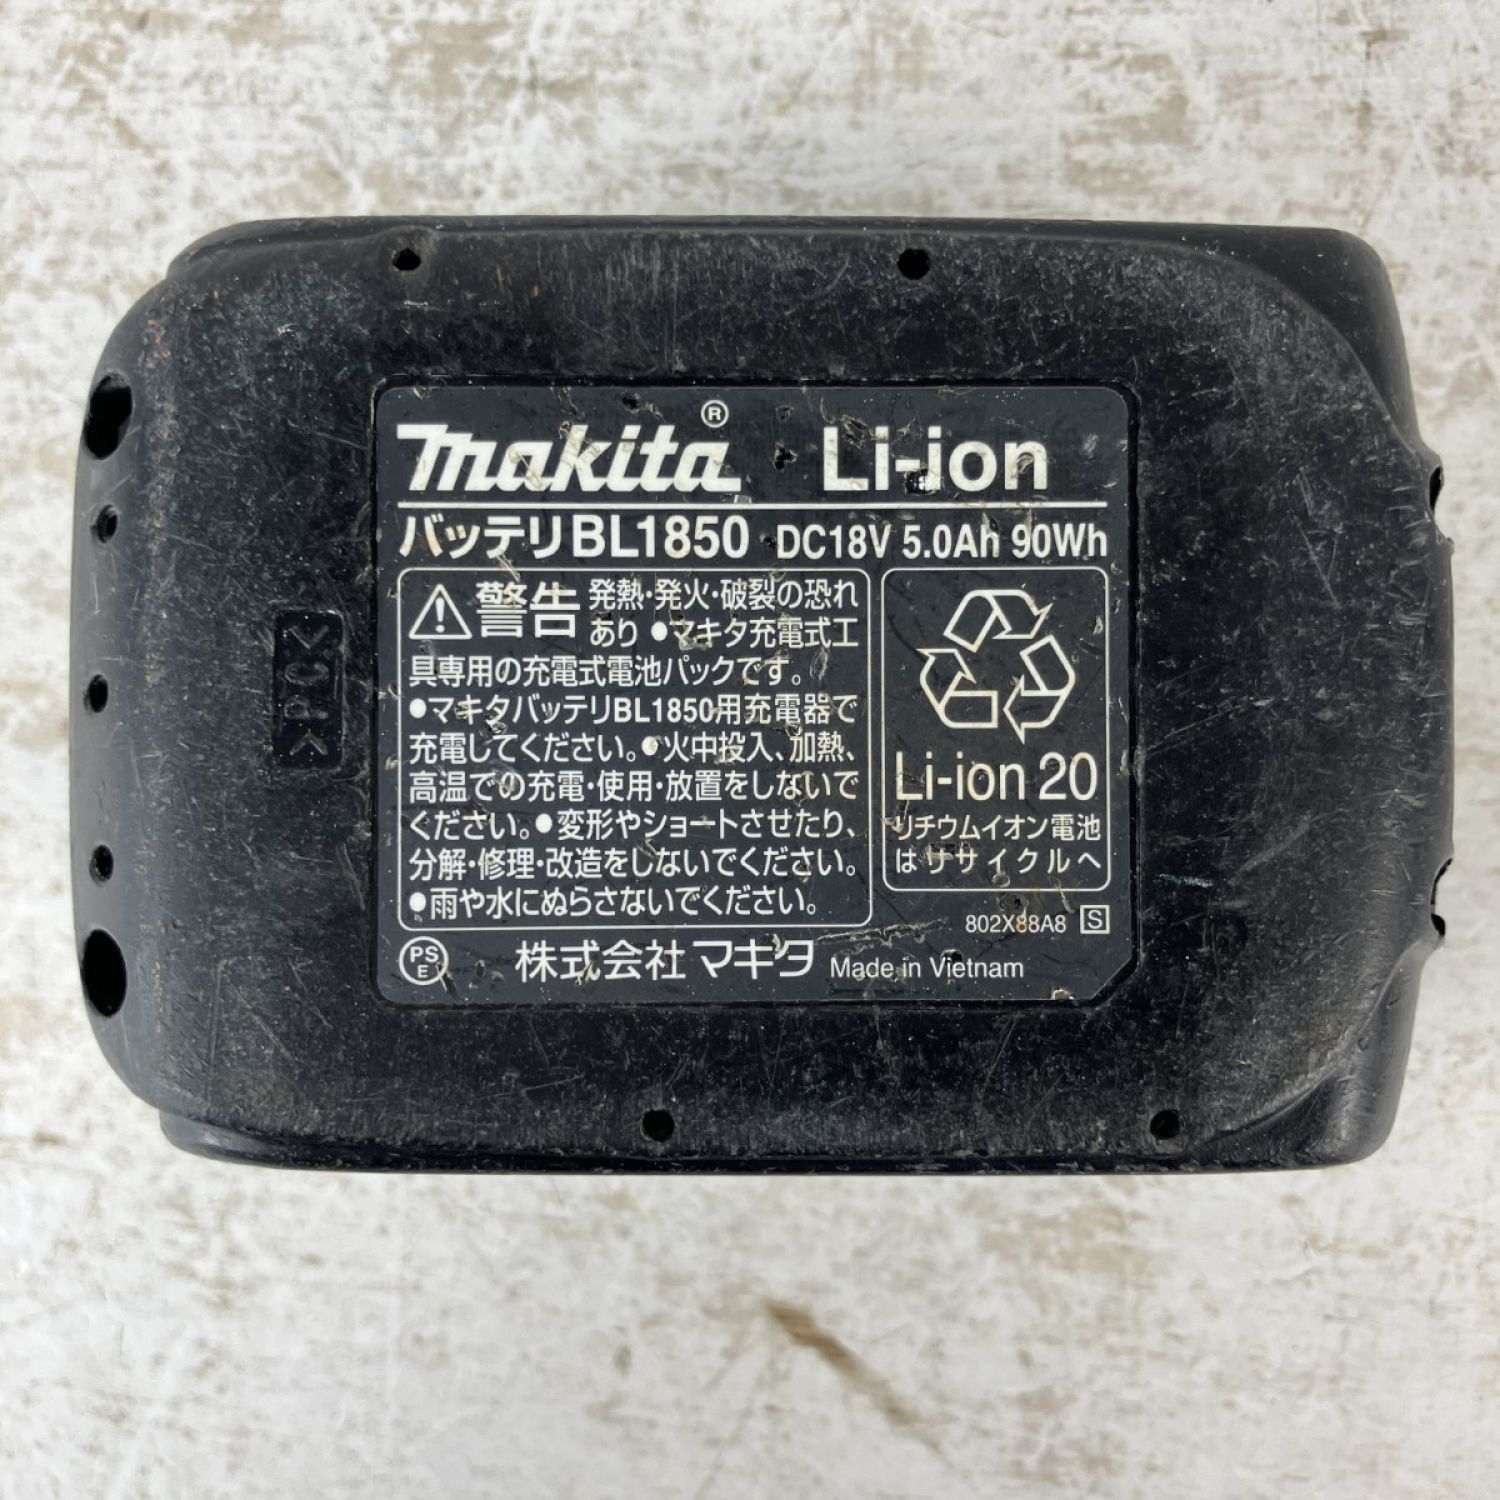 makita® Li-ion
バッテリBL1850 DC18V 5.0Ah 90Wh
警告 発熱・発火・破裂の恐れ
あり ●マキタ充電式工
具専用の充電式電池パックです。
●マキタバッテリBL1850用充電器で
充電してください。●火中投入、加熱、
高温での充電・使用・放置をしないで
ください。●変形やショートさせたり、
分解・修理・改造をしないでください。
●雨や水にぬらさないでください。
Li-ion 20
リチウムイオン電池
はリサイクルへ
802X88A8 S
PS
E
株式会社 マキタ Made in Vietnam
>PC<